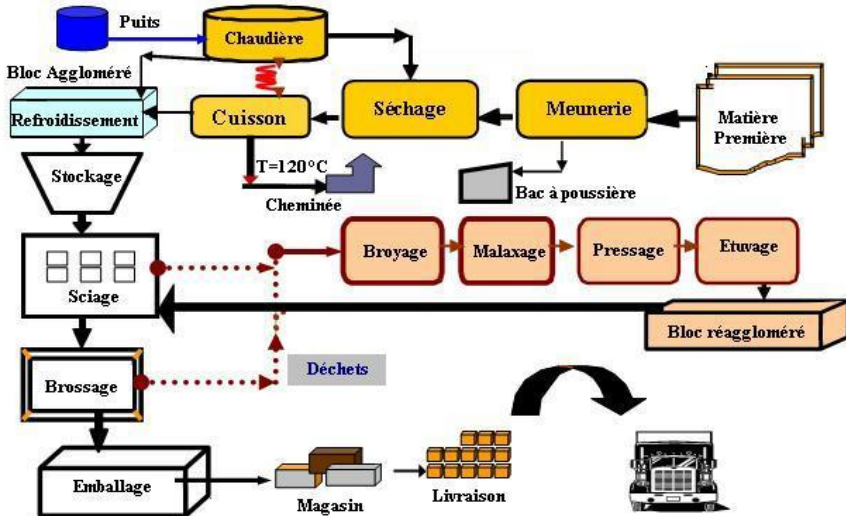 Puits
Chaudière
Bloc Aggloméré
Refroidissement
Cuisson
Séchage
Meunerie
Matière
Première
T=120°C
Cheminée
Bac à poussière
Stockage
Broyage
Malaxage
Pressage
Etuvage
Sciage
Bloc réaggloméré
Déchets
Brossage
Emballage
Magasin
Livraison